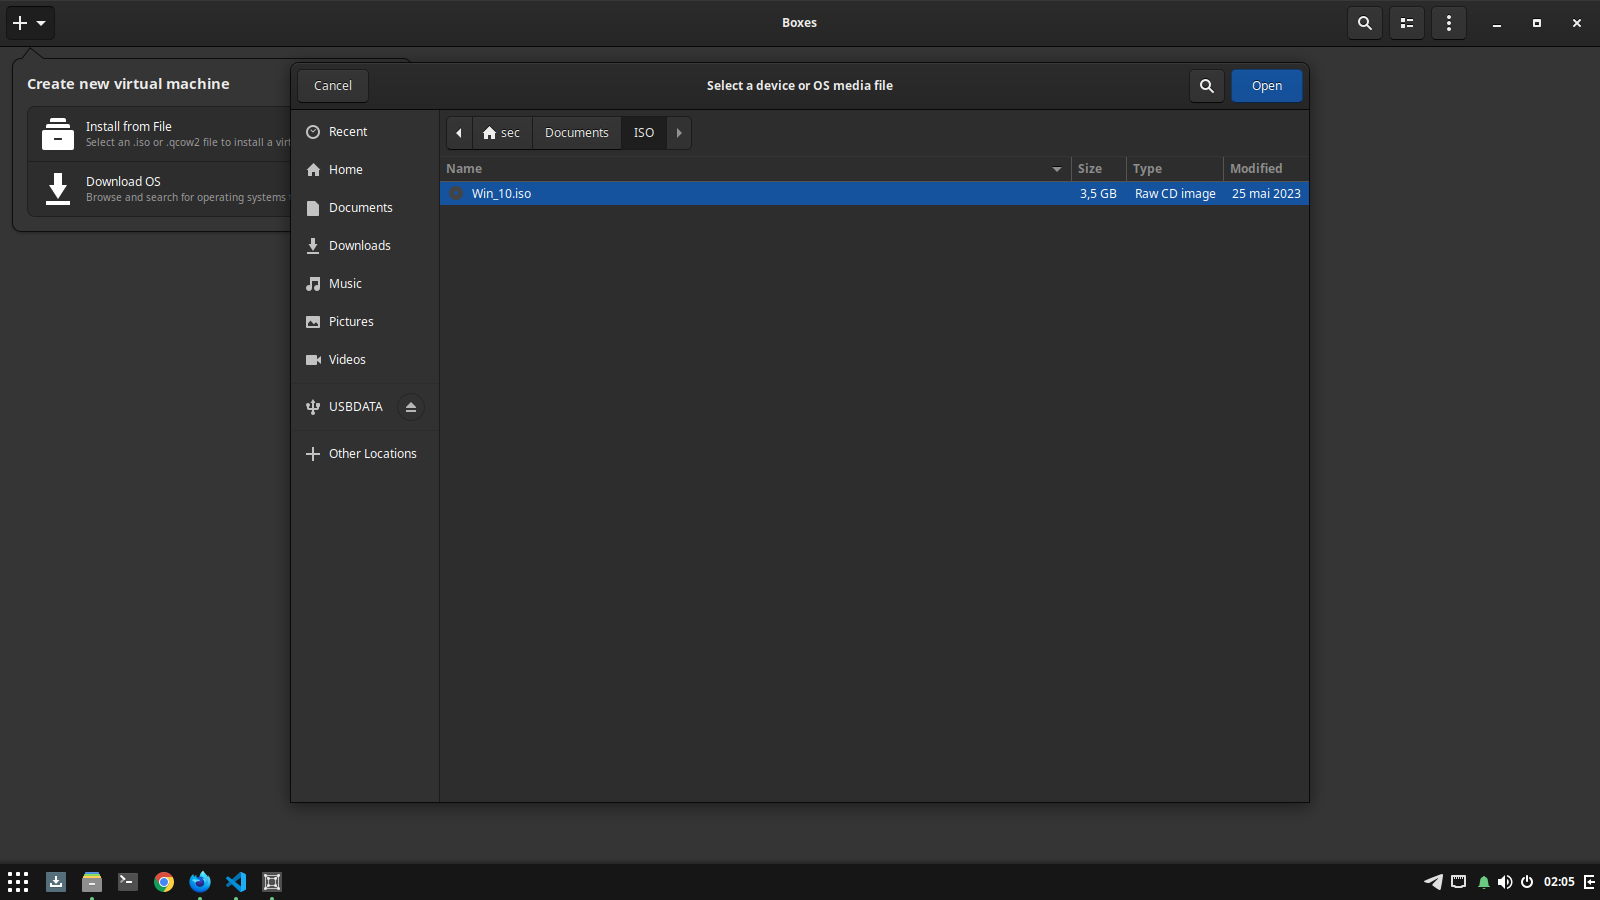 Boxes
Create new virtual machine
Install from File
Select an .iso or .qcow2 file to install a virt
Download OS
Browse and search for operating systems
Cancel
Select a device or OS media file
Open
Recent
Home
Documents
Downloads
Music
Pictures
Videos
USBDATA
Other Locations
sec Documents ISO
Name Size Type Modified
Win_10.iso 3,5 GB Raw CD image 25 mai 2023
02:05